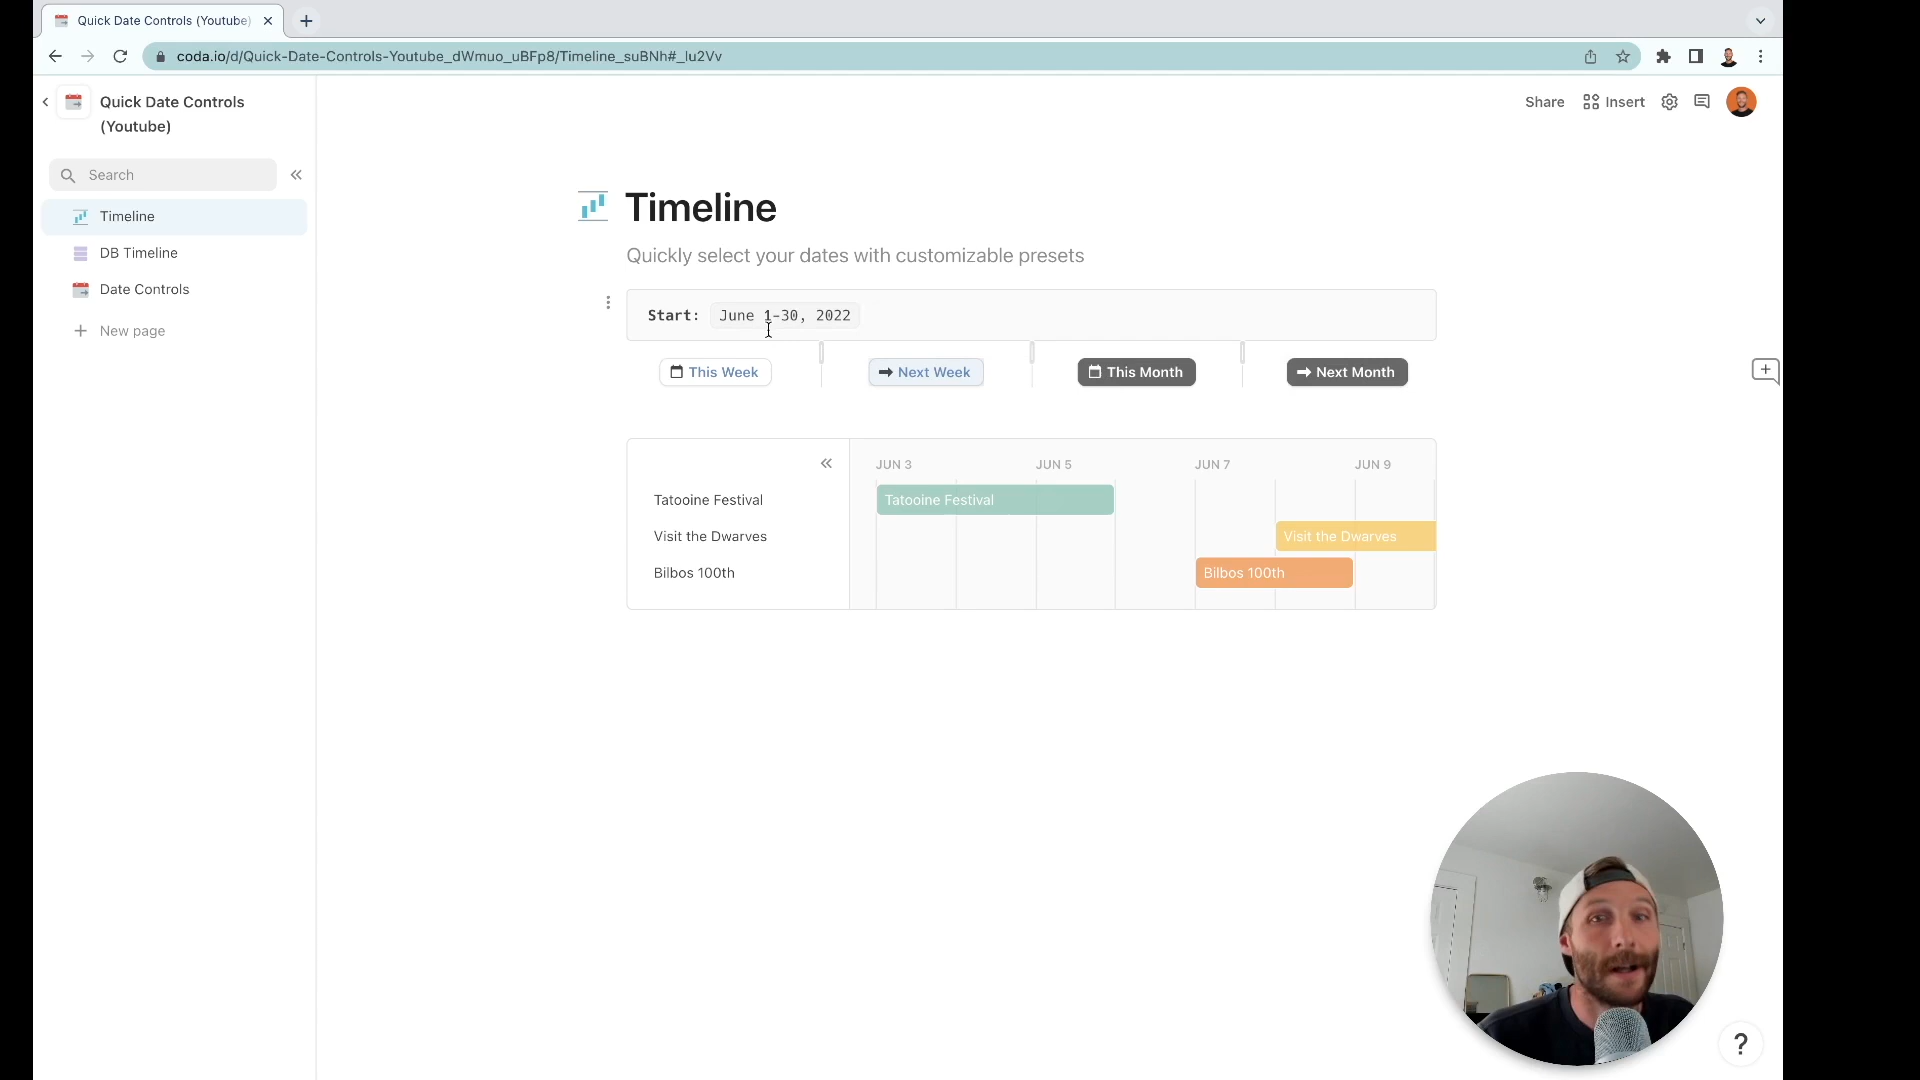 Quick Date Controls (Youtube)
coda.io/d/Quick-Date-Controls-Youtube_dWmuo_uBFp8/Timeline_suBNh#_lu2Vv
Quick Date Controls
(Youtube)
Share
Insert
Search
Timeline
DB Timeline
Date Controls
New page
Timeline
Quickly select your dates with customizable presets
Start: June 1-30, 2022
This Week
Next Week
This Month
Next Month
JUN 3 JUN 5 JUN 7 JUN 9
Tatooine Festival
Tatooine Festival
Visit the Dwarves
Visit the Dwarves
Bilbos 100th
Bilbos 100th
?